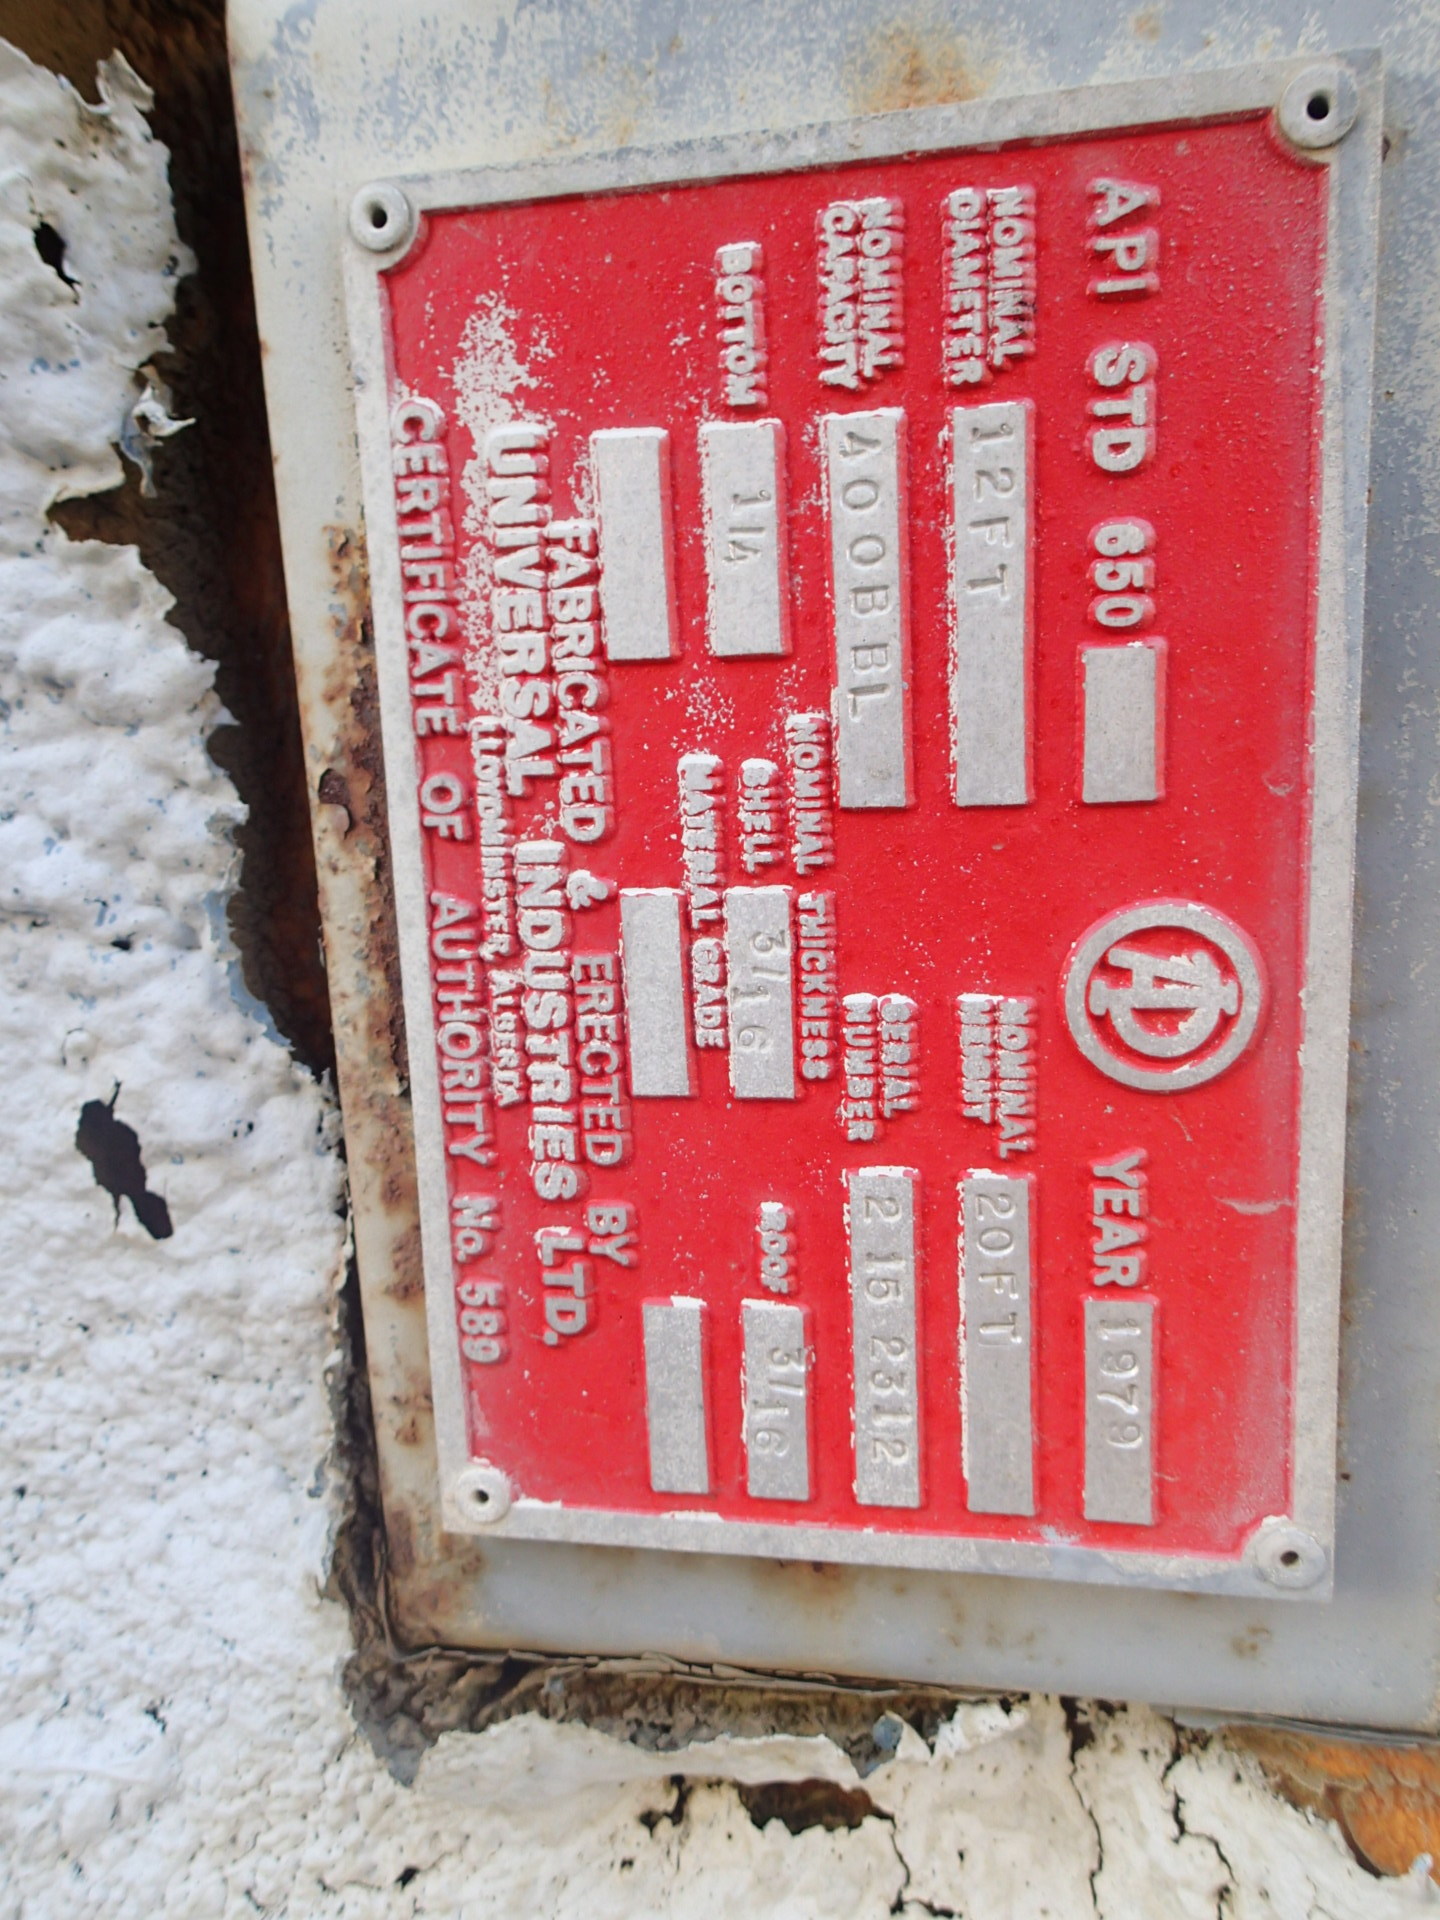 API STD 650 YEAR 1979
NOMINAL DIAMETER 12FT NOMINAL HEIGHT 20FT
NOMINAL CAPACITY 400BBL SERIAL NUMBER 2 15 2312
NOMINAL THICKNESS
BOTTOM 1/4 SHELL 3/16 ROOF 3/16
MATERIAL GRADE
FABRICATED & ERECTED BY
UNIVERSAL INDUSTRIES LTD.
LLOYDMINSTER, ALBERTA
CERTIFICATE OF AUTHORITY No. 589